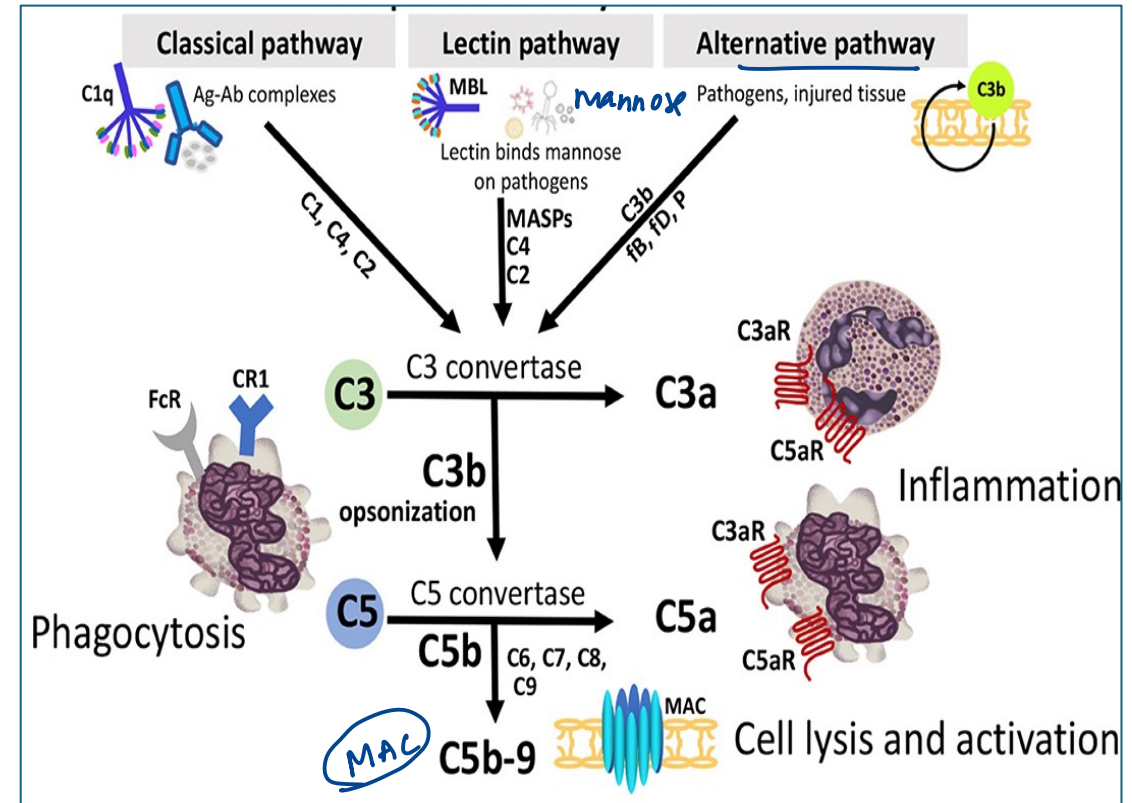 Classical pathway
Lectin pathway
Alternative pathway
C1q
Ag-Ab complexes
MBL
mannose
Pathogens, injured tissue
C3b
Lectin binds mannose
on pathogens
C1, C4, C2
MASPs
C4
C2
C3b
fB, fD, P
C3aR
C5aR
Inflammation
FcR
CR1
C3
C3 convertase
C3a
C3b
opsonization
Phagocytosis
C3aR
C5aR
C5
C5 convertase
C5a
C5b
C6, C7, C8,
C9
MAC
C5b-9
MAC
Cell lysis and activation